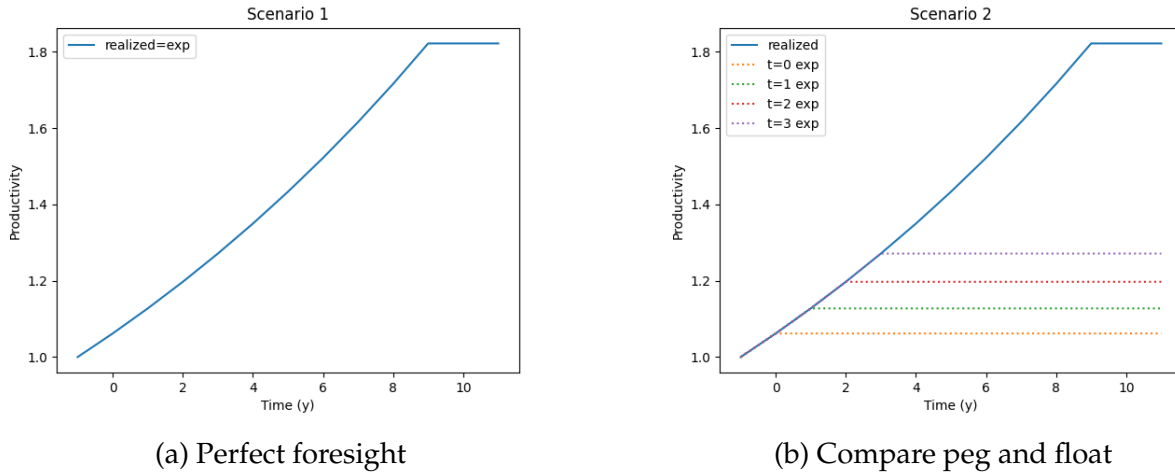 Scenario 1
realized=exp
1.8
1.6
1.4
1.2
1.0
Productivity
0 2 4 6 8 10
Time (y)
(a) Perfect foresight
Scenario 2
realized
t=0 exp
t=1 exp
t=2 exp
t=3 exp
1.8
1.6
1.4
1.2
1.0
Productivity
0 2 4 6 8 10
Time (y)
(b) Compare peg and float